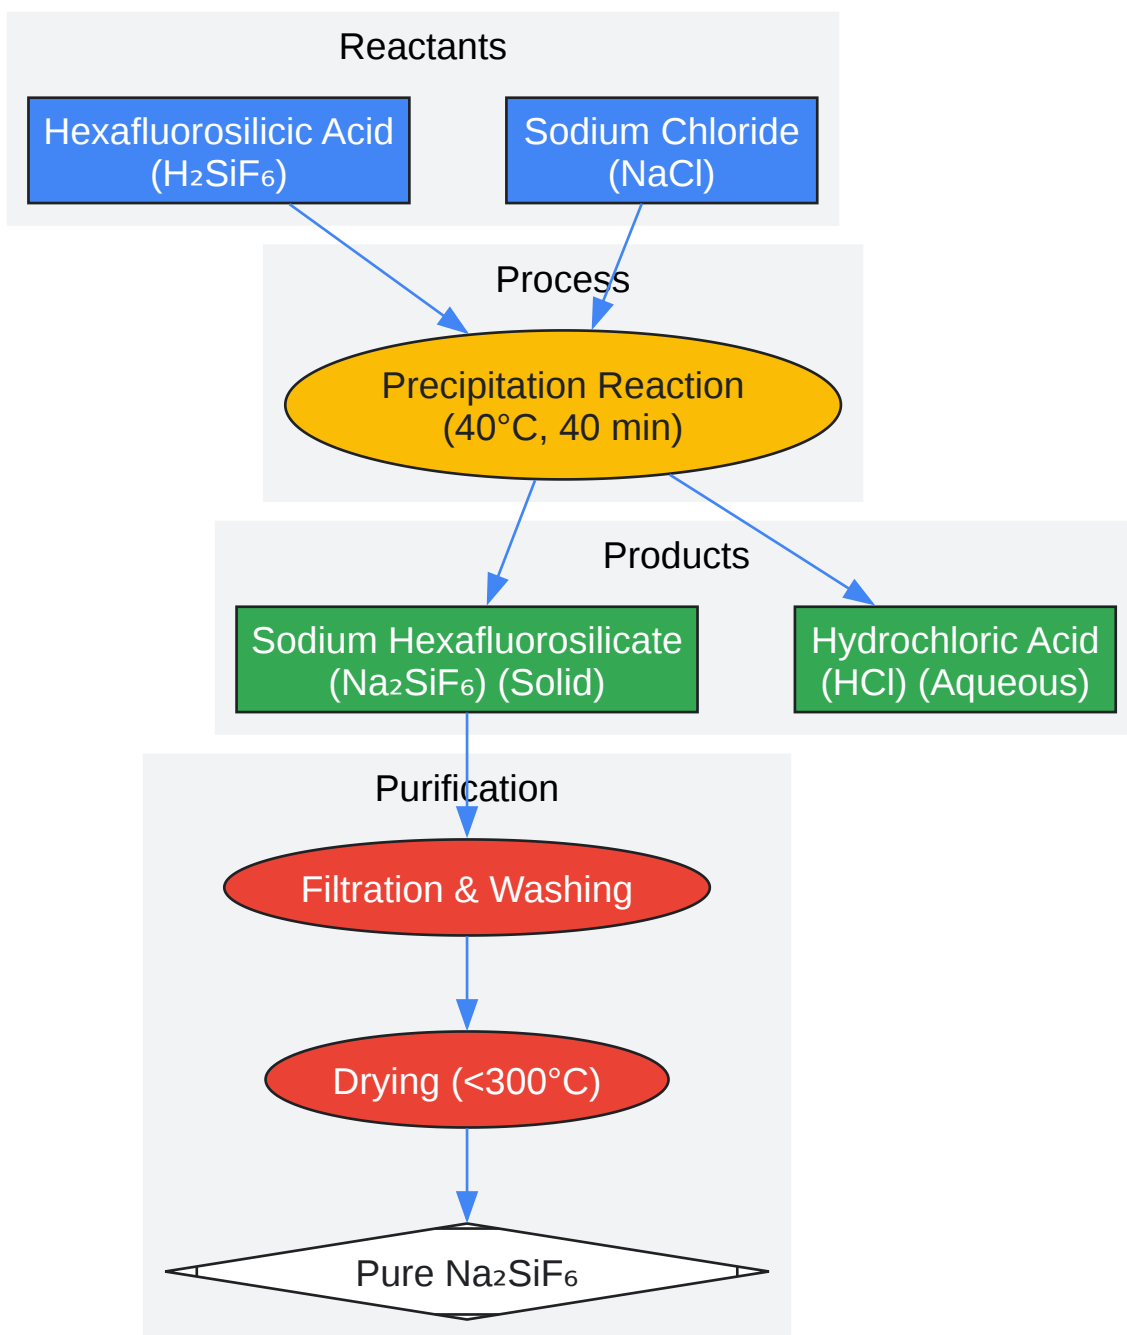 Reactants
Hexafluorosilicic Acid
(H₂SiF₆)
Sodium Chloride
(NaCl)
Process
Precipitation Reaction
(40°C, 40 min)
Products
Sodium Hexafluorosilicate
(Na₂SiF₆) (Solid)
Hydrochloric Acid
(HCl) (Aqueous)
Purification
Filtration & Washing
Drying (<300°C)
Pure Na₂SiF₆